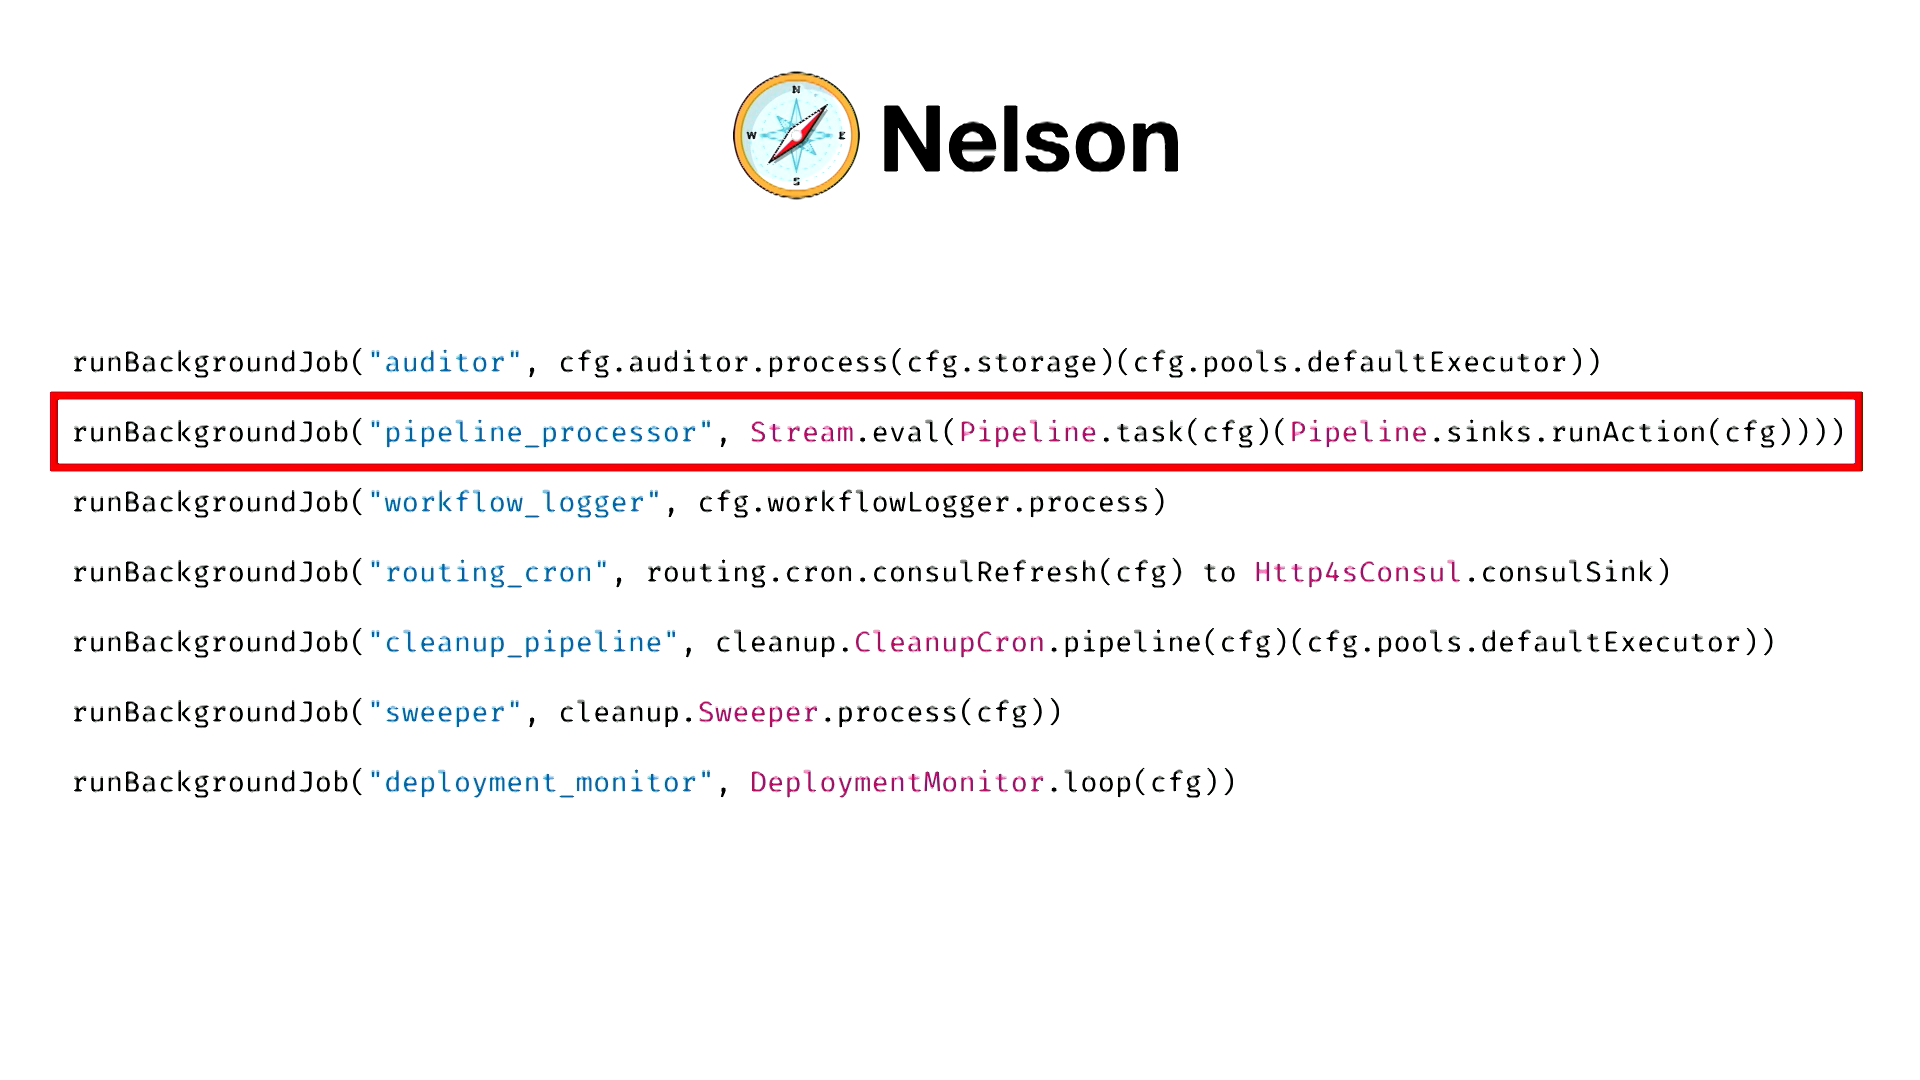 N
W E
S
Nelson
runBackgroundJob("auditor", cfg.auditor.process(cfg.storage)(cfg.pools.defaultExecutor))
runBackgroundJob("pipeline_processor", Stream.eval(Pipeline.task(cfg)(Pipeline.sinks.runAction(cfg))))
runBackgroundJob("workflow_logger", cfg.workflowLogger.process)
runBackgroundJob("routing_cron", routing.cron.consulRefresh(cfg) to Http4sConsul.consulSink)
runBackgroundJob("cleanup_pipeline", cleanup.CleanupCron.pipeline(cfg)(cfg.pools.defaultExecutor))
runBackgroundJob("sweeper", cleanup.Sweeper.process(cfg))
runBackgroundJob("deployment_monitor", DeploymentMonitor.loop(cfg))